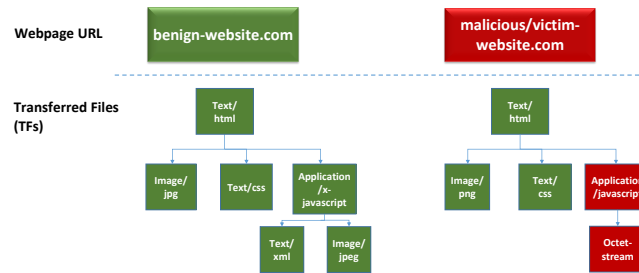 Webpage URL
benign-website.com
malicious/victim-
website.com
Transferred Files
(TFs)
Text/
html
Text/
html
Image/
jpg
Text/css
Application
/x-
javascript
Image/
png
Text/
css
Application
/javascript
Text/
xml
Image/
jpeg
Octet-
stream